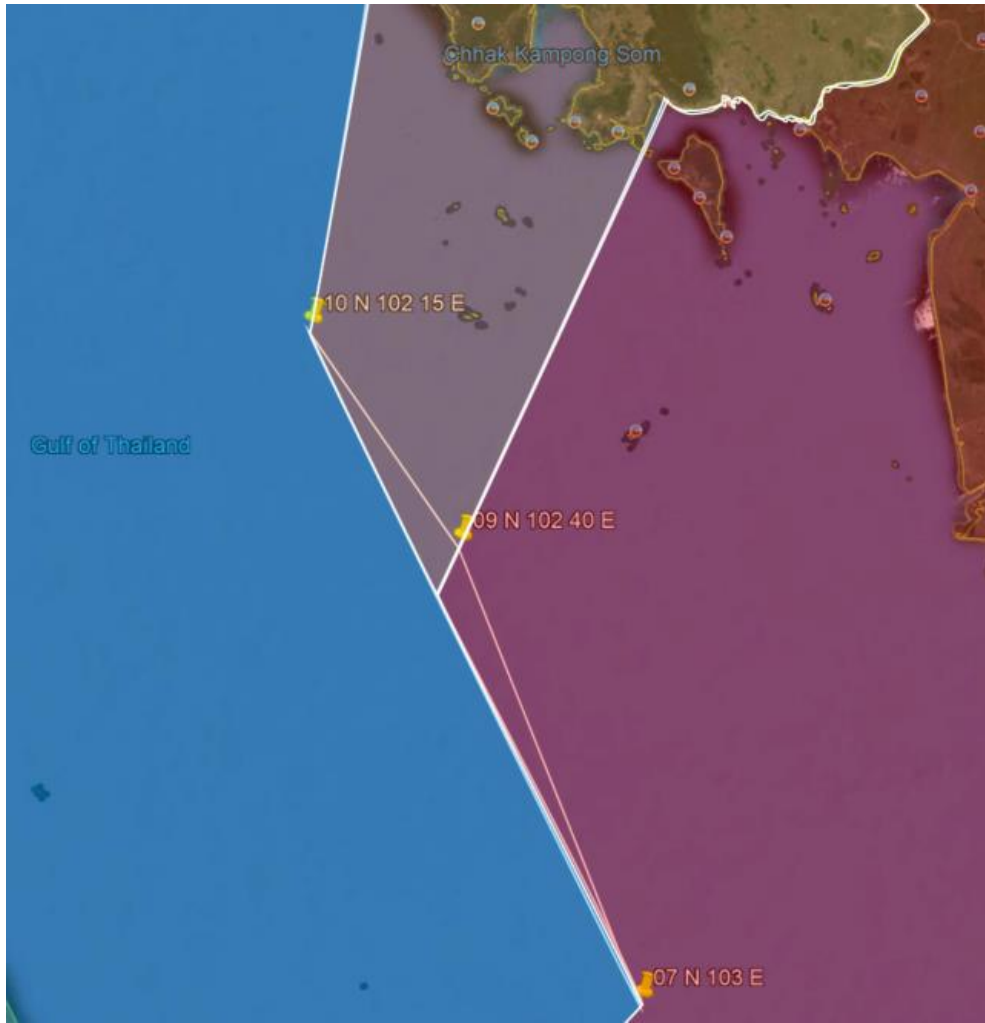 Chhak Kampong Som
10 N 102 15 E
Gulf of Thailand
09 N 102 40 E
07 N 103 E